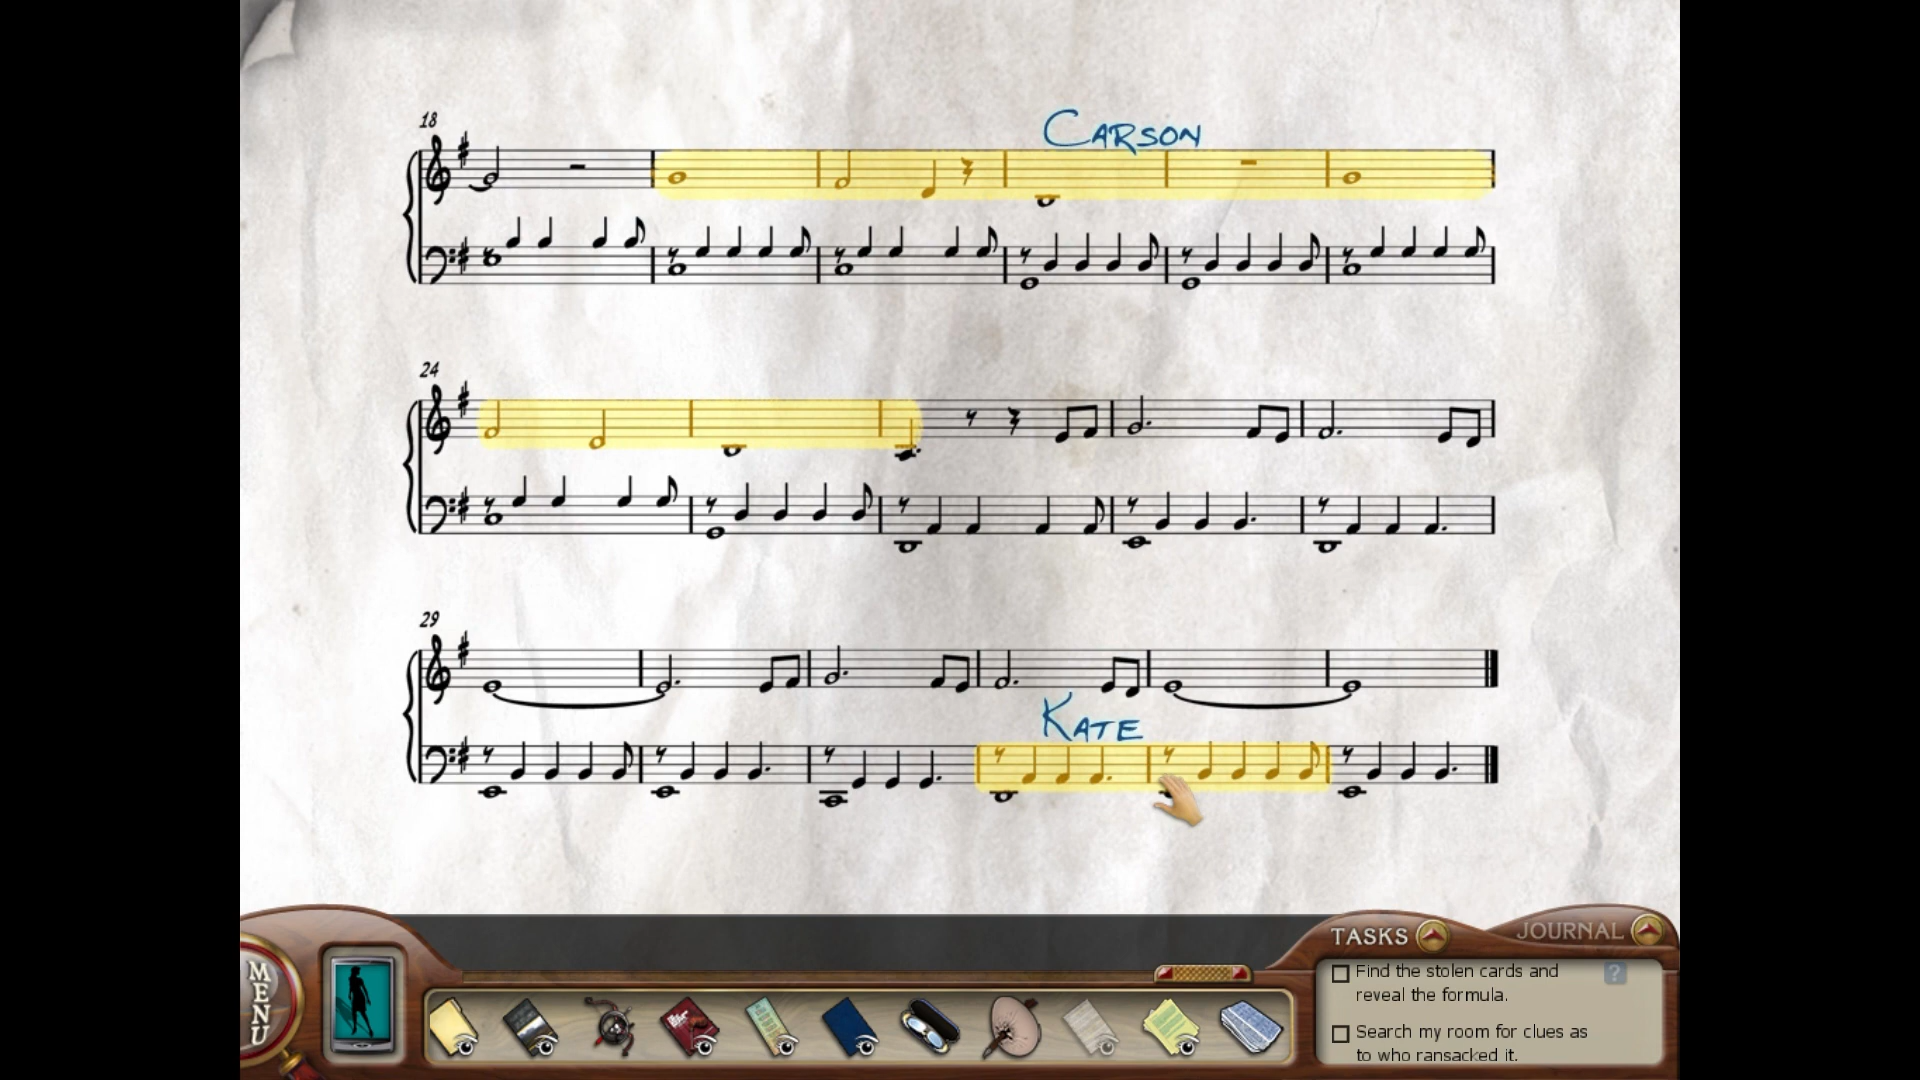 18
CARSON
24
29
KATE
MENU
TASKS
JOURNAL
Find the stolen cards and
reveal the formula.
?
Search my room for clues as
to who ransacked it.